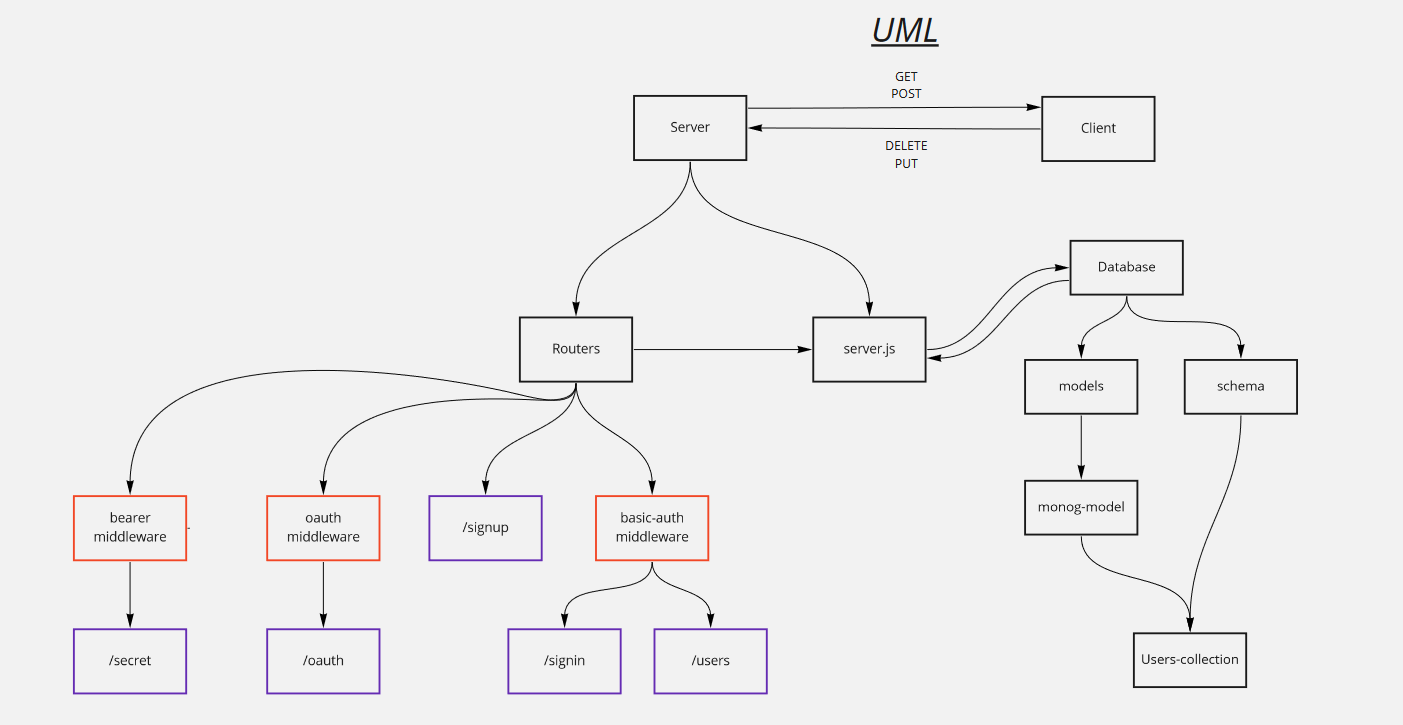 UML
GET
POST
Server
Client
DELETE
PUT
Database
Routers
server.js
models
schema
bearer
middleware
oauth
middleware
/signup
basic-auth
middleware
monog-model
/secret
/oauth
/signin
/users
Users-collection